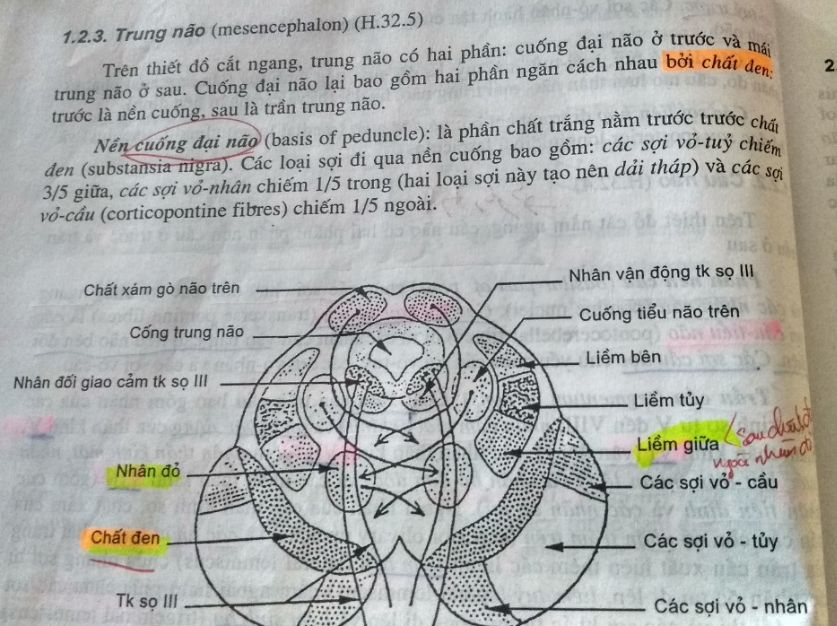 1.2.3. Trung não (mesencephalon) (H.32.5)
Trên thiết đồ cắt ngang, trung não có hai phần: cuống đại não ở trước và mái
trung não ở sau. Cuống đại não lại bao gồm hai phần ngăn cách nhau bởi chất đen:
trước là nền cuống, sau là trần trung não.
Nền cuống đại não (basis of peduncle): là phần chất trắng nằm trước trước chất
đen (substansia nigra). Các loại sợi đi qua nền cuống bao gồm: các sợi vỏ-tuỷ chiếm
3/5 giữa, các sợi vỏ-nhân chiếm 1/5 trong (hai loại sợi này tạo nên dải tháp) và các sợi
vỏ-cầu (corticopontine fibres) chiếm 1/5 ngoài.
2
Chất xám gò não trên
Nhân vận động tk sọ III
Cuống tiểu não trên
Cống trung não
Liềm bên
Nhân đối giao cảm tk sọ III
Liềm tủy
Liềm giữa
Nhân đỏ
Các sợi vỏ - cầu
Chất đen
Các sợi vỏ - tủy
Tk sọ III
Các sợi vỏ - nhân